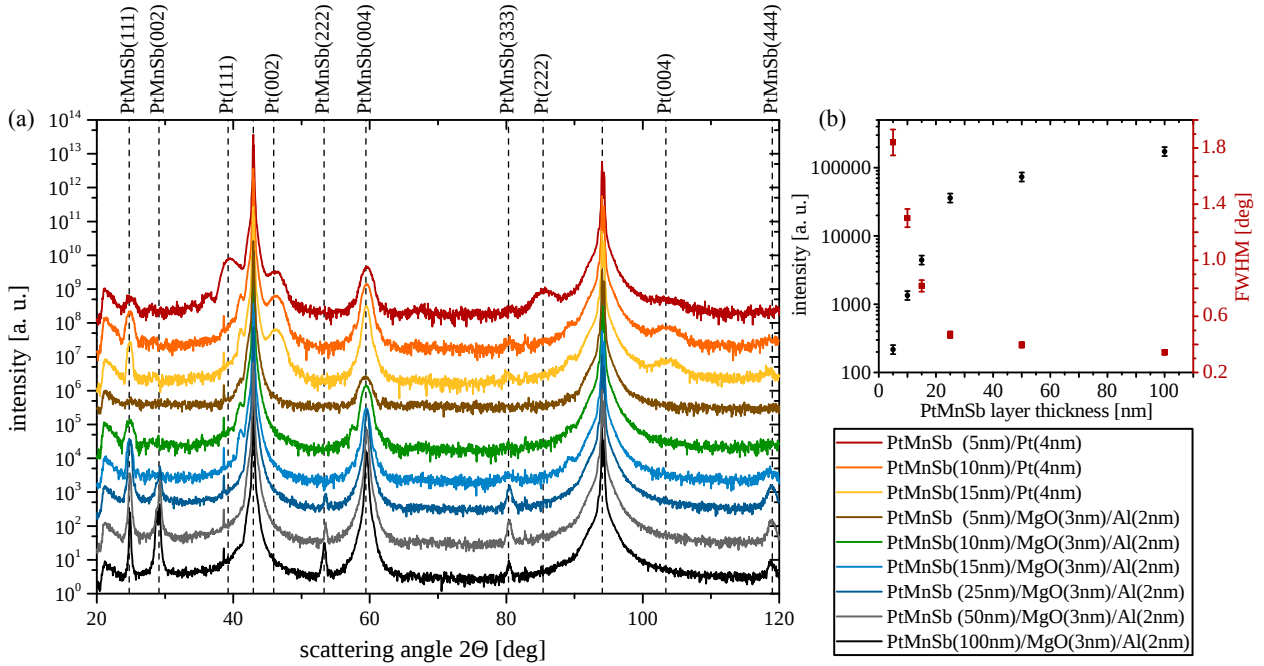 PtMnSb(111)
PtMnSb(002)
Pt(111)
Pt(002)
PtMnSb(222)
PtMnSb(004)
PtMnSb(333)
Pt(222)
Pt(004)
PtMnSb(444)
(a)
10^14
10^13
10^12
10^11
10^10
10^9
10^8
10^7
10^6
10^5
10^4
10^3
10^2
10^1
10^0
intensity [a. u.]
20 40 60 80 100 120
scattering angle 2Θ [deg]
(b)
100000
10000
1000
100
intensity [a. u.]
1.8
1.4
1.0
0.6
0.2
FWHM [deg]
0 20 40 60 80 100
PtMnSb layer thickness [nm]
PtMnSb (5nm)/Pt(4nm)
PtMnSb(10nm)/Pt(4nm)
PtMnSb(15nm)/Pt(4nm)
PtMnSb (5nm)/MgO(3nm)/Al(2nm)
PtMnSb(10nm)/MgO(3nm)/Al(2nm)
PtMnSb(15nm)/MgO(3nm)/Al(2nm)
PtMnSb (25nm)/MgO(3nm)/Al(2nm)
PtMnSb (50nm)/MgO(3nm)/Al(2nm)
PtMnSb(100nm)/MgO(3nm)/Al(2nm)